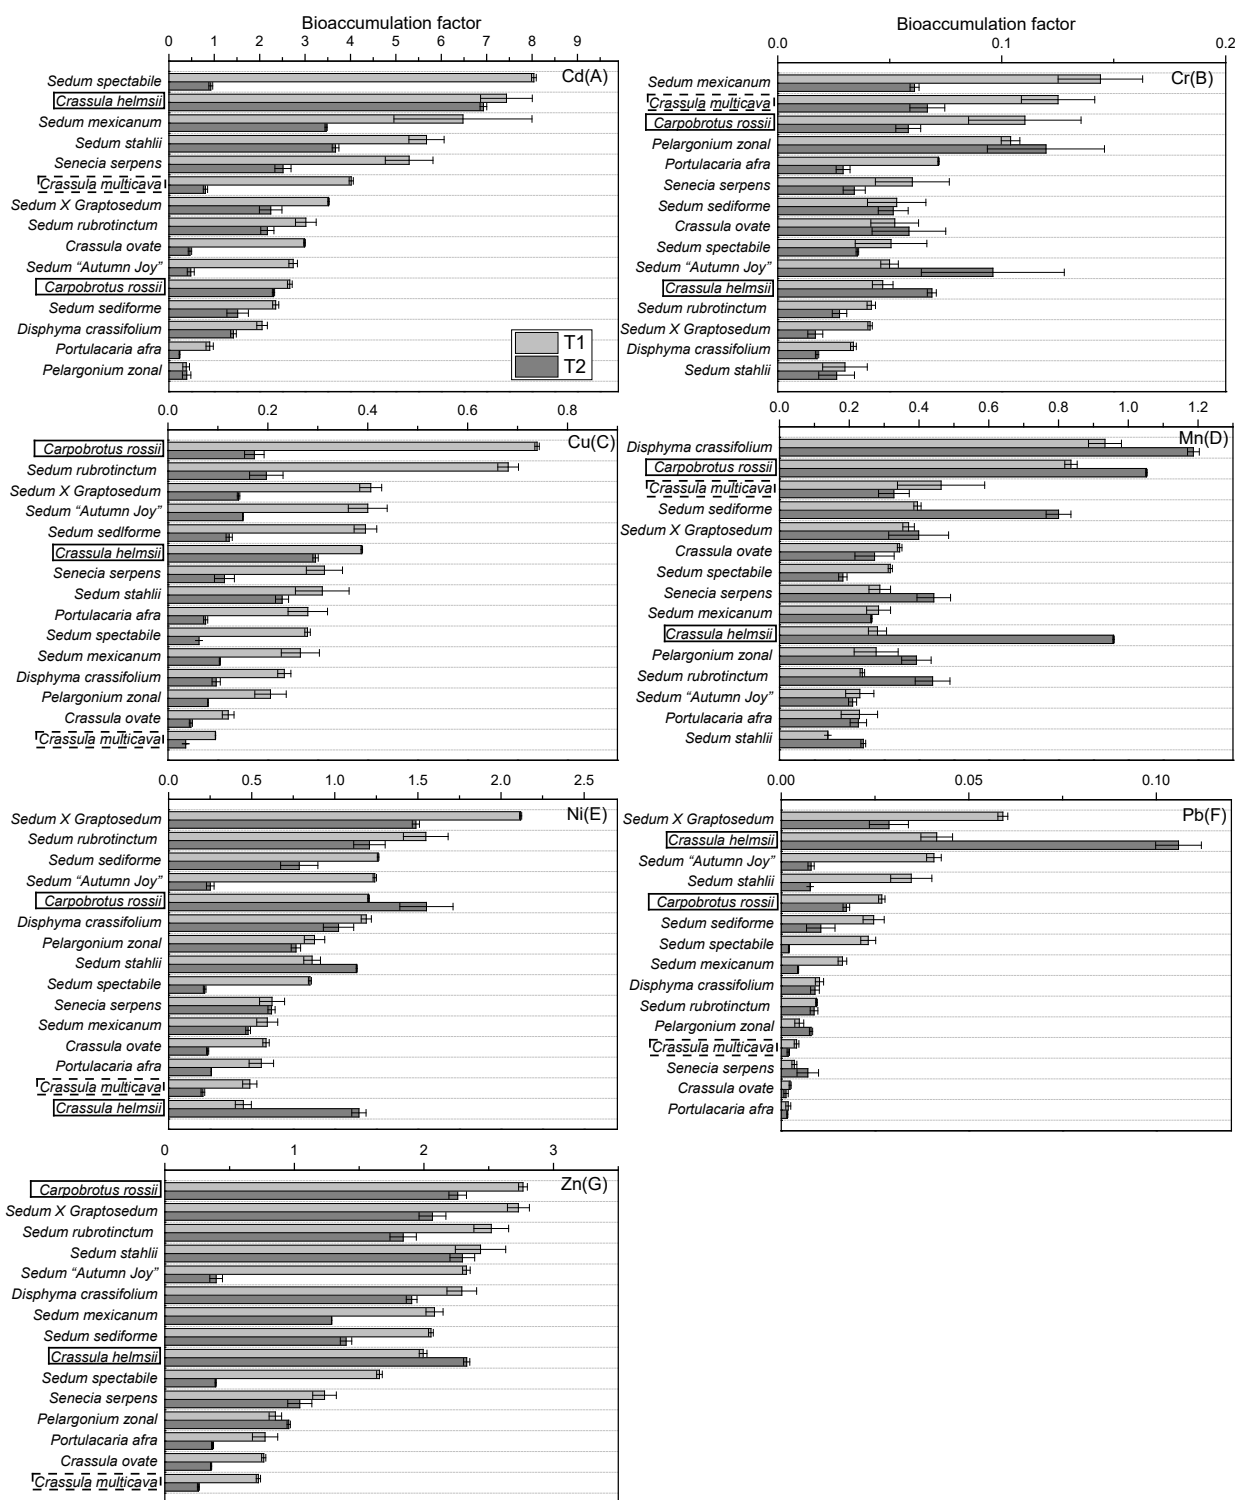 Bioaccumulation factor
0 1 2 3 4 5 6 7 8 9
Cd(A)
Sedum spectabile
Crassula helmsii
Sedum mexicanum
Sedum stahlii
Senecia serpens
Crassula multicava
Sedum X Graptosedum
Sedum rubrotinctum
Crassula ovate
Sedum “Autumn Joy”
Carpobrotus rossii
Sedum sediforme
Disphyma crassifolium
Portulacaria afra
Pelargonium zonal
T1
T2
Bioaccumulation factor
0.0 0.1 0.2
Cr(B)
Sedum mexicanum
Crassula multicava
Carpobrotus rossii
Pelargonium zonal
Portulacaria afra
Senecia serpens
Sedum sediforme
Crassula ovate
Sedum spectabile
Sedum “Autumn Joy”
Crassula helmsii
Sedum rubrotinctum
Sedum X Graptosedum
Disphyma crassifolium
Sedum stahlii
0.0 0.2 0.4 0.6 0.8
Cu(C)
Carpobrotus rossii
Sedum rubrotinctum
Sedum X Graptosedum
Sedum “Autumn Joy”
Sedum sedIforme
Crassula helmsii
Senecia serpens
Sedum stahlii
Portulacaria afra
Sedum spectabile
Sedum mexicanum
Disphyma crassifolium
Pelargonium zonal
Crassula ovate
Crassula multicava
0.0 0.2 0.4 0.6 0.8 1.0 1.2
Mn(D)
Disphyma crassifolium
Carpobrotus rossii
Crassula multicava
Sedum sediforme
Sedum X Graptosedum
Crassula ovate
Sedum spectabile
Senecia serpens
Sedum mexicanum
Crassula helmsii
Pelargonium zonal
Sedum rubrotinctum
Sedum “Autumn Joy”
Portulacaria afra
Sedum stahlii
0.0 0.5 1.0 1.5 2.0 2.5
Ni(E)
Sedum X Graptosedum
Sedum rubrotinctum
Sedum sediforme
Sedum “Autumn Joy”
Carpobrotus rossii
Disphyma crassifolium
Pelargonium zonal
Sedum stahlii
Sedum spectabile
Senecia serpens
Sedum mexicanum
Crassula ovate
Portulacaria afra
Crassula multicava
Crassula helmsii
0.00 0.05 0.10
Pb(F)
Sedum X Graptosedum
Crassula helmsii
Sedum “Autumn Joy”
Sedum stahlii
Carpobrotus rossii
Sedum sediforme
Sedum spectabile
Sedum mexicanum
Disphyma crassifolium
Sedum rubrotinctum
Pelargonium zonal
Crassula multicava
Senecia serpens
Crassula ovate
Portulacaria afra
0 1 2 3
Zn(G)
Carpobrotus rossii
Sedum X Graptosedum
Sedum rubrotinctum
Sedum stahlii
Sedum “Autumn Joy”
Disphyma crassifolium
Sedum mexicanum
Sedum sediforme
Crassula helmsii
Sedum spectabile
Senecia serpens
Pelargonium zonal
Portulacaria afra
Crassula ovate
Crassula multicava